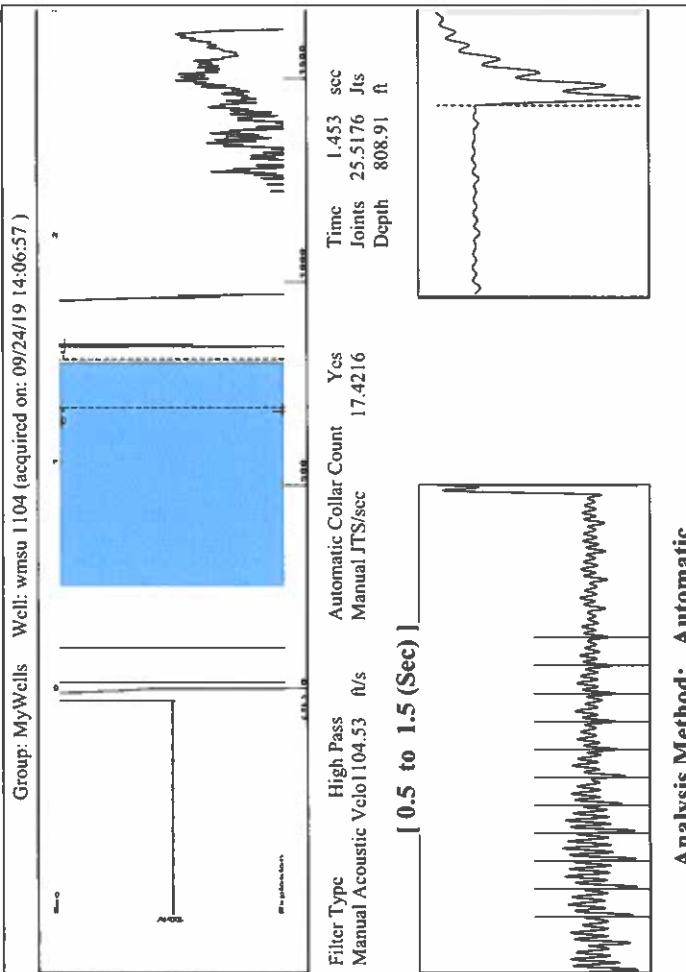 Group: MyWells Well: wmsu 1104 (acquired on: 09/24/19 14:06:57 )
Filter Type High Pass Automatic Collar Count Yes Time 1.453 sec
Manual Acoustic Velo1104.53 ft/s Manual JTS/sec 17.4216 Joints 25.5176 Jts
Depth 808.91 ft
[ 0.5 to 1.5 (Sec) ]
Analysis Method: Automatic